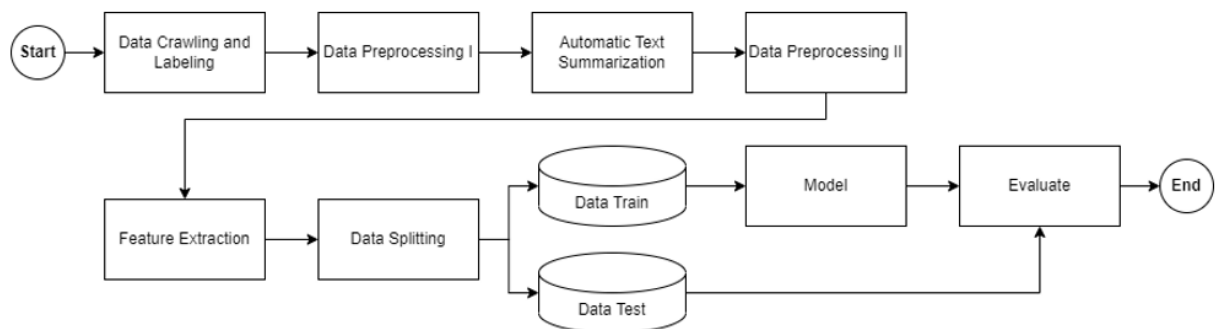 Start
Data Crawling and
Labeling
Data Preprocessing I
Automatic Text
Summarization
Data Preprocessing II
Feature Extraction
Data Splitting
Data Train
Model
Evaluate
End
Data Test